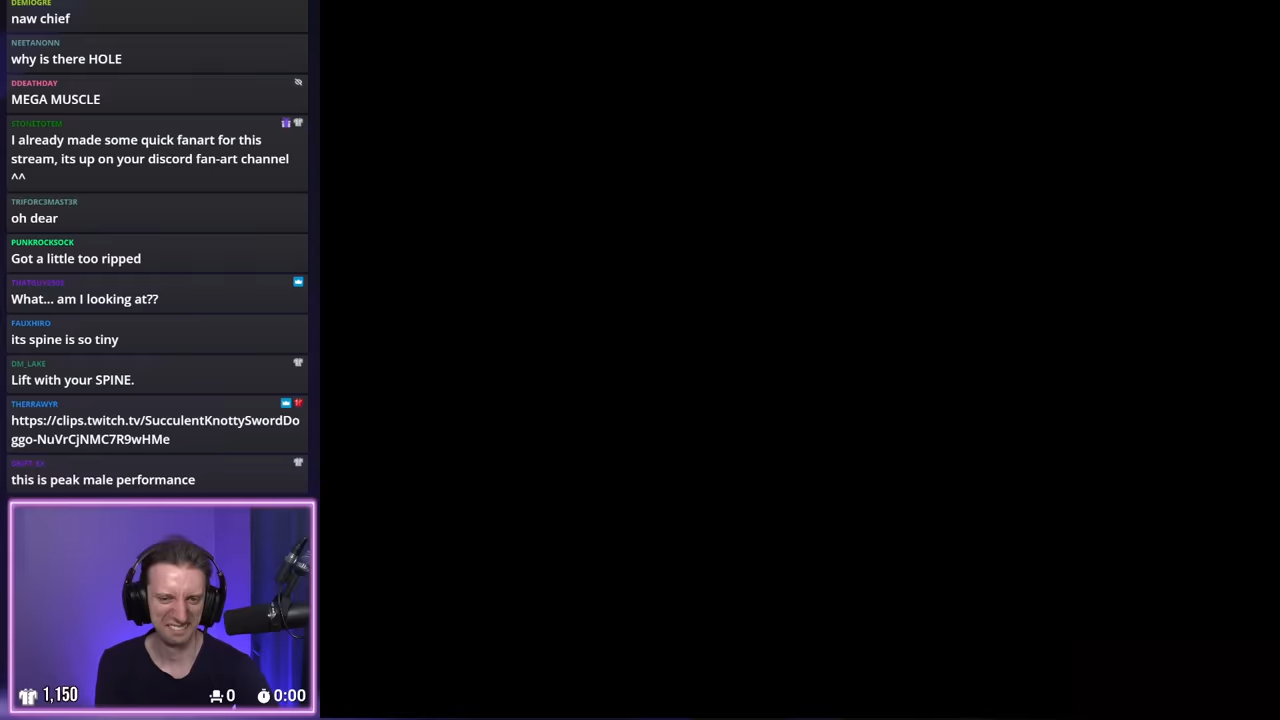 DEMIOGRE
naw chief
NEETANONN
why is there HOLE
DDEATHDAY
MEGA MUSCLE
STONETOTEM
I already made some quick fanart for this
stream, its up on your discord fan-art channel
^^
TRIFORC3MAST3R
oh dear
PUNKROCKSOCK
Got a little too ripped
What... am I looking at??
FAUXHIRO
its spine is so tiny
DM_LAKE
Lift with your SPINE.
THERRAWYR
https://clips.twitch.tv/SucculentKnottySwordDo
ggo-NuVrCjNMC7R9wHMe
this is peak male performance
1,150
0
0:00